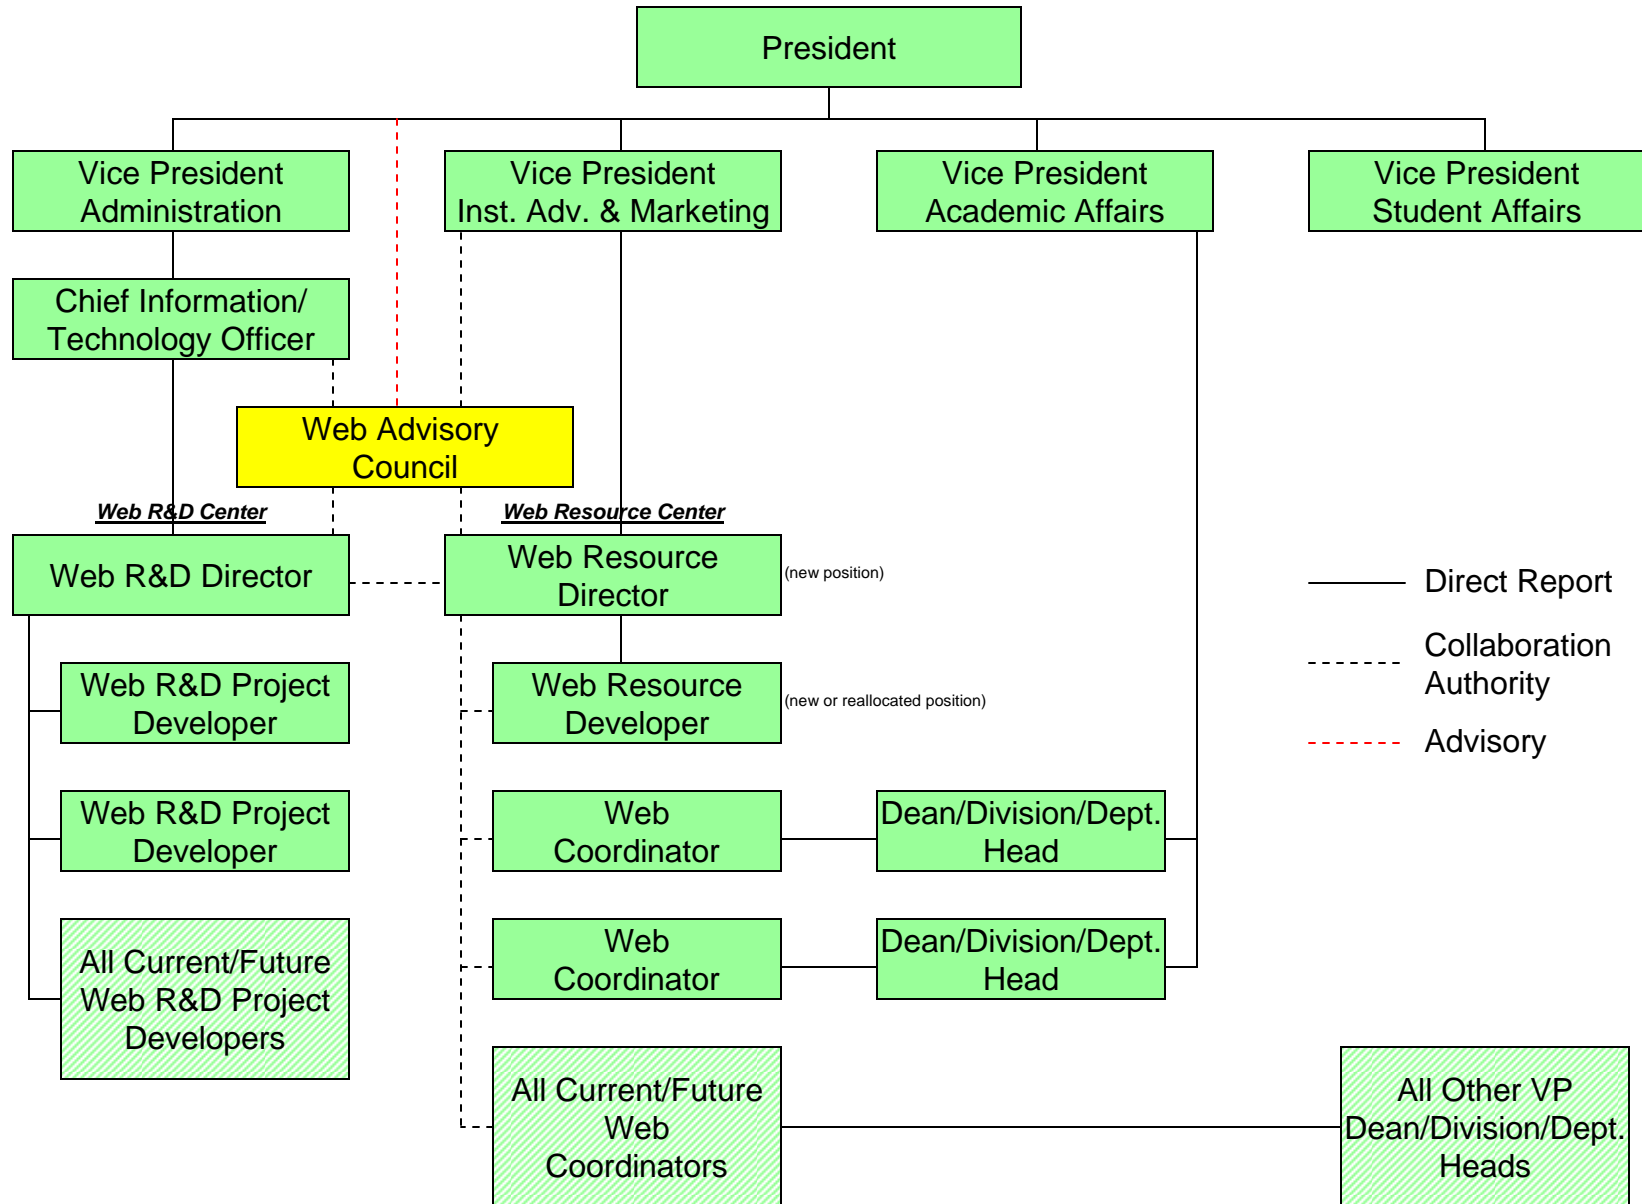 President
Vice President
Administration
Vice President
Inst. Adv. & Marketing
Vice President
Academic Affairs
Vice President
Student Affairs
Chief Information/
Technology Officer
Web Advisory
Council
Web R&D Center
Web Resource Center
Web R&D Director
Web Resource
Director
(new position)
Direct Report
Collaboration
Authority
Advisory
Web R&D Project
Developer
Web Resource
Developer
(new or reallocated position)
Web R&D Project
Developer
Web
Coordinator
Dean/Division/Dept.
Head
All Current/Future
Web R&D Project
Developers
Web
Coordinator
Dean/Division/Dept.
Head
All Current/Future
Web
Coordinators
All Other VP
Dean/Division/Dept.
Heads